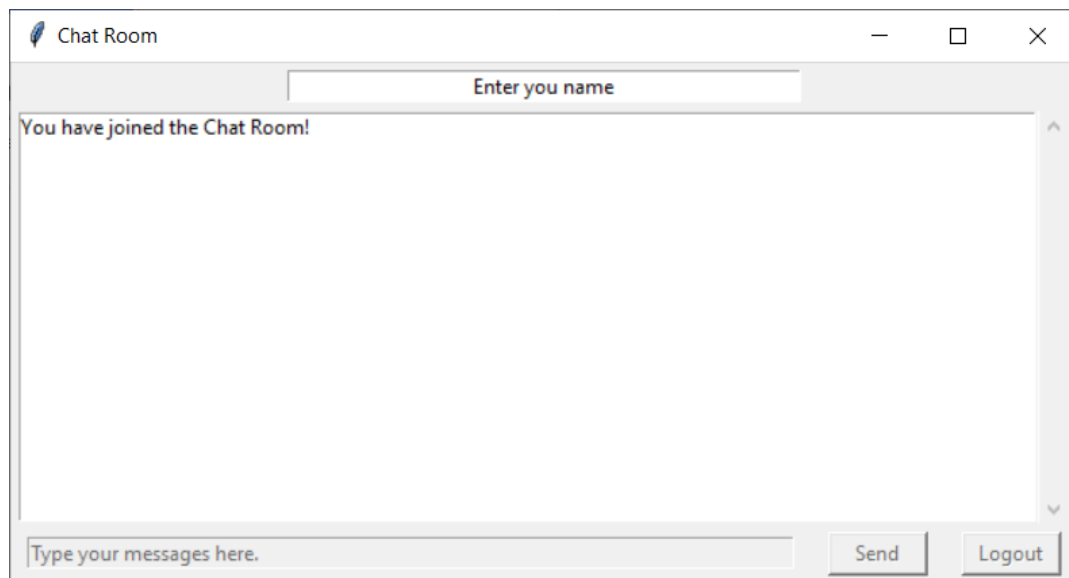 Chat Room
Enter you name
You have joined the Chat Room!
Type your messages here.
Send
Logout